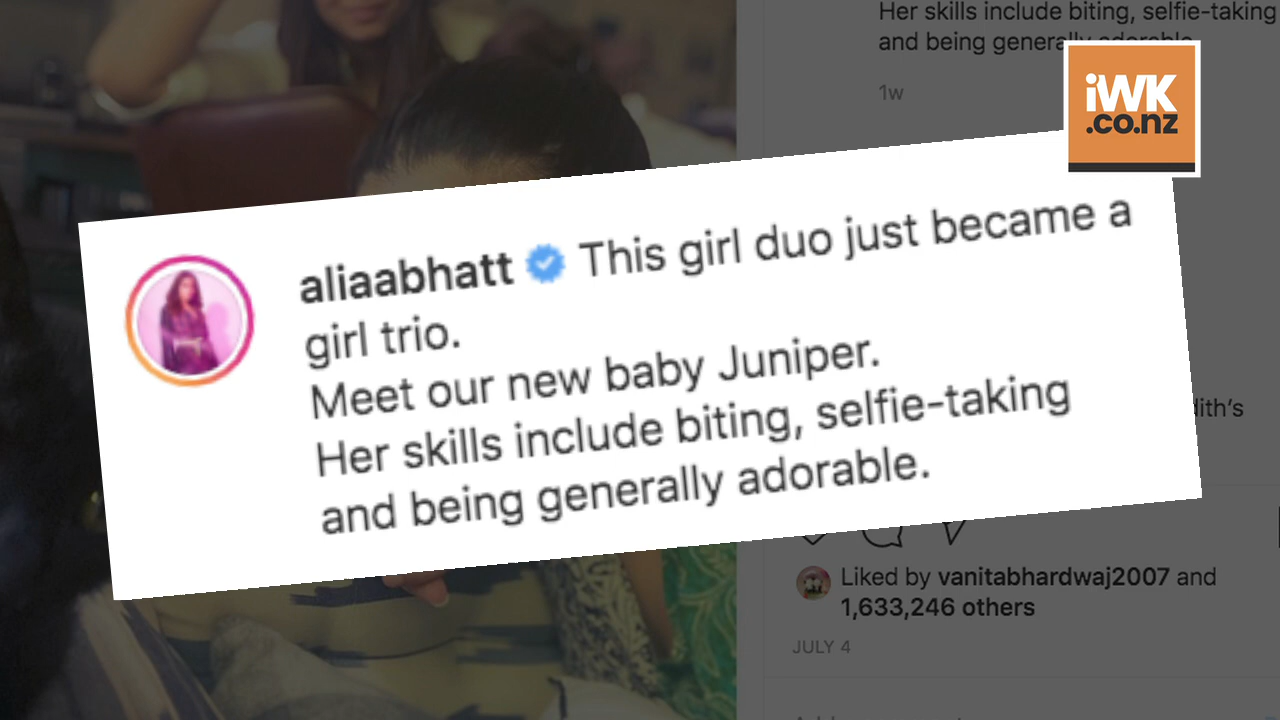 Her skills include biting, selfie-taking
and being generally adorable.
1w
iWK
.co.nz
aliaabhatt This girl duo just became a
girl trio.
Meet our new baby Juniper.
Her skills include biting, selfie-taking
and being generally adorable.
dith's
Liked by vanitabhardwaj2007 and
1,633,246 others
JULY 4